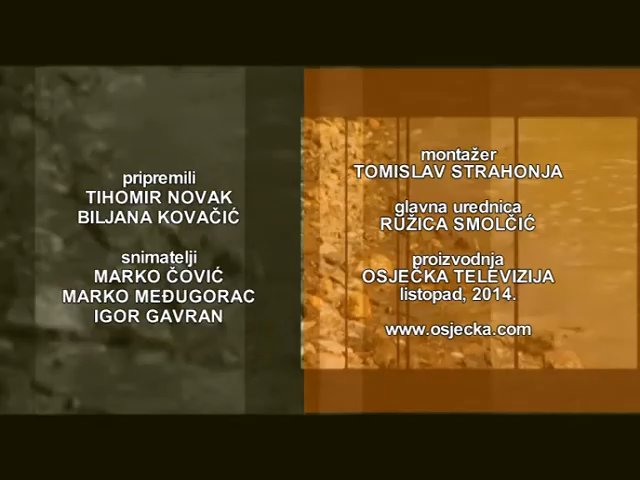 pripremili
TIHOMIR NOVAK
BILJANA KOVAČIĆ
snimatelji
MARKO ČOVIĆ
MARKO MEĐUGORAC
IGOR GAVRAN
montažer
TOMISLAV STRAHONJA
glavna urednica
RUŽICA SMOLČIĆ
proizvodnja
OSJEČKA TELEVIZIJA
listopad, 2014.
www.osjecka.com